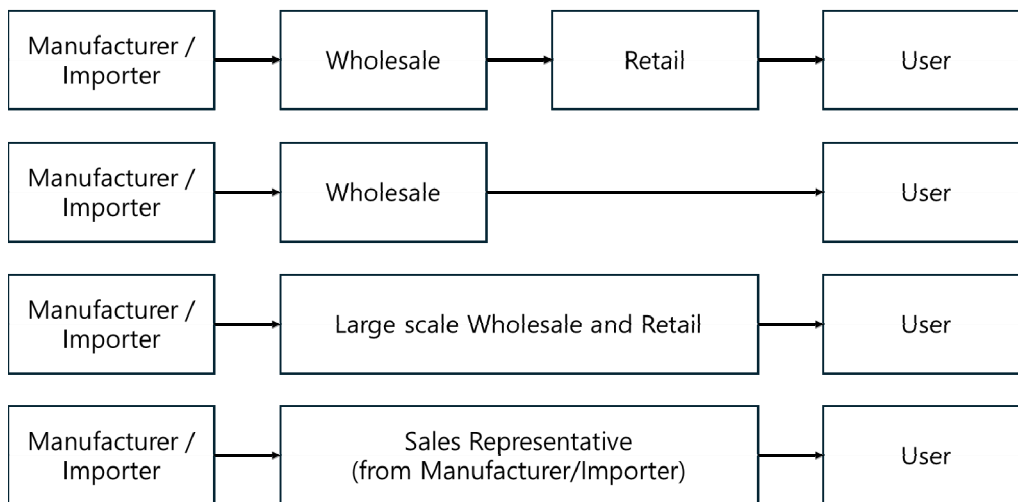 Manufacturer /
Importer
Wholesale
Retail
User
Manufacturer /
Importer
Wholesale
User
Manufacturer /
Importer
Large scale Wholesale and Retail
User
Manufacturer /
Importer
Sales Representative
(from Manufacturer/Importer)
User